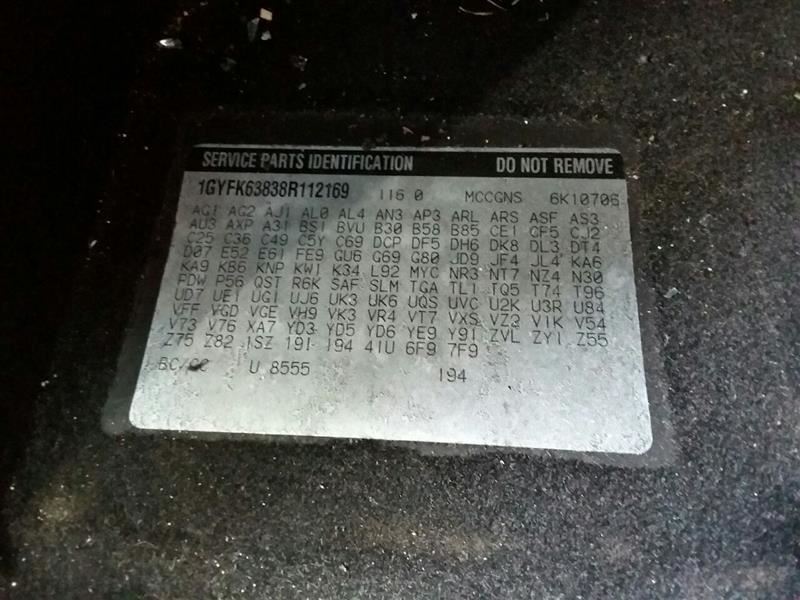 SERVICE PARTS IDENTIFICATION DO NOT REMOVE
1GYFK63838R112169 116 0 MCCGNS 6K10706
AG1 AG2 AJ1 AL0 AL4 AN3 AP3 ARL ARS ASF AS3
AU3 AXP A31 BS1 BVU B30 B58 B85 CE1 CF5 CJ2
C25 C36 C49 C5Y C69 DCP DF5 DH6 DK8 DL3 DT4
D07 E52 E61 FE9 GU6 G69 G80 JD9 JF4 JL4 KA6
KA9 KB6 KNP KW1 K34 L92 MYC NR3 NT7 NZ4 N30
PDW P56 QST R6K SAF SLM TGA TL1 TQ5 T74 T96
UD7 UE1 UG1 UJ6 UK3 UK6 UQS UVC U2K U3R U84
VFF VGD VGE VH9 VK3 VR4 VT7 VXS VZ3 V1K V54
V73 V76 XA7 YD3 YD5 YD6 YE9 Y91 ZVL ZY1 Z55
Z75 Z82 1SZ 19I 194 41U 6F9 7F9
BC/CC U 8555 194